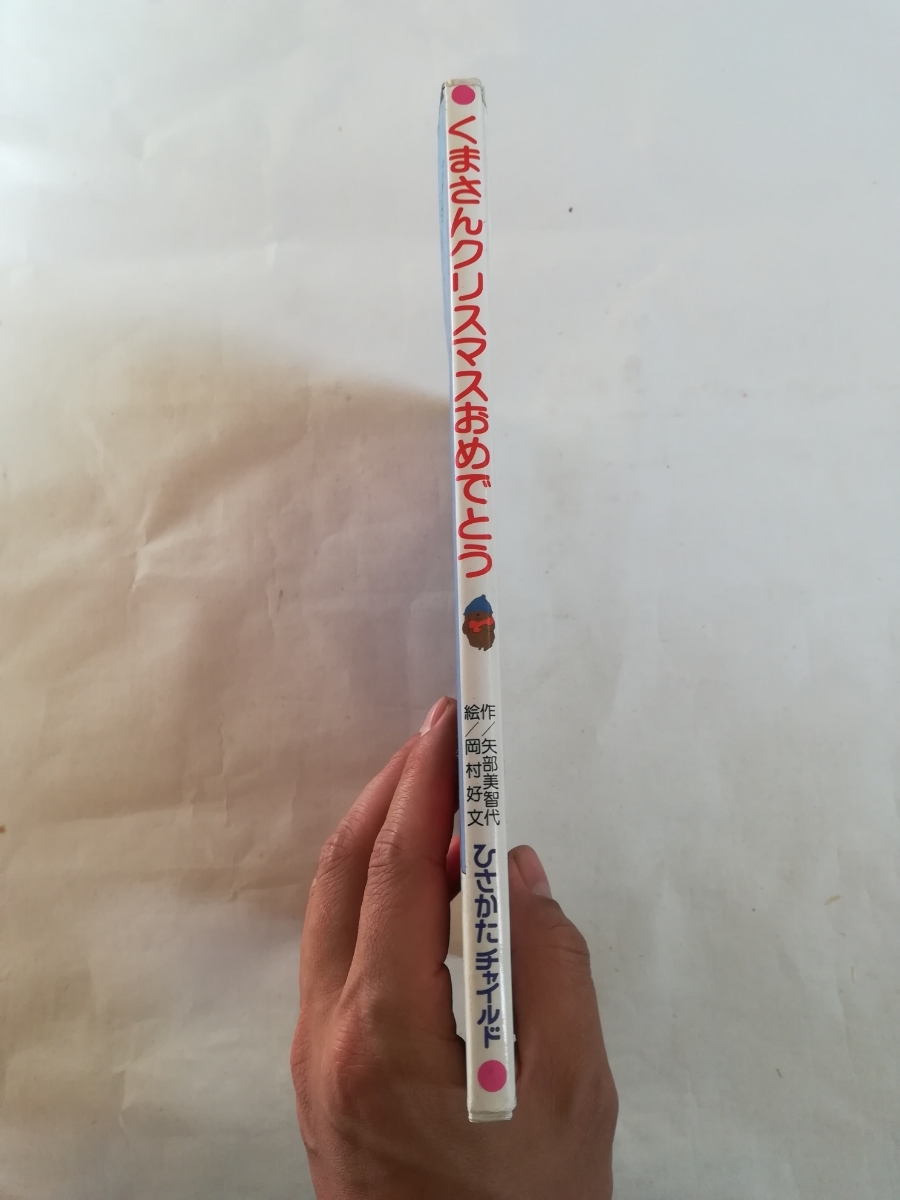 くまさんクリスマスおめでとう
作/矢部美智代
絵/岡村好文
ひさかたチャイルド